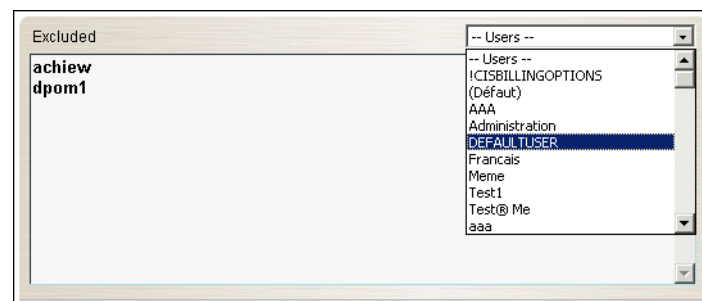 Excluded
-- Users --
achiew
dpom1
-- Users --
!CISBILLINGOPTIONS
(Défaut)
AAA
Administration
DEFAULTUSER
Francais
Meme
Test1
Test® Me
aaa